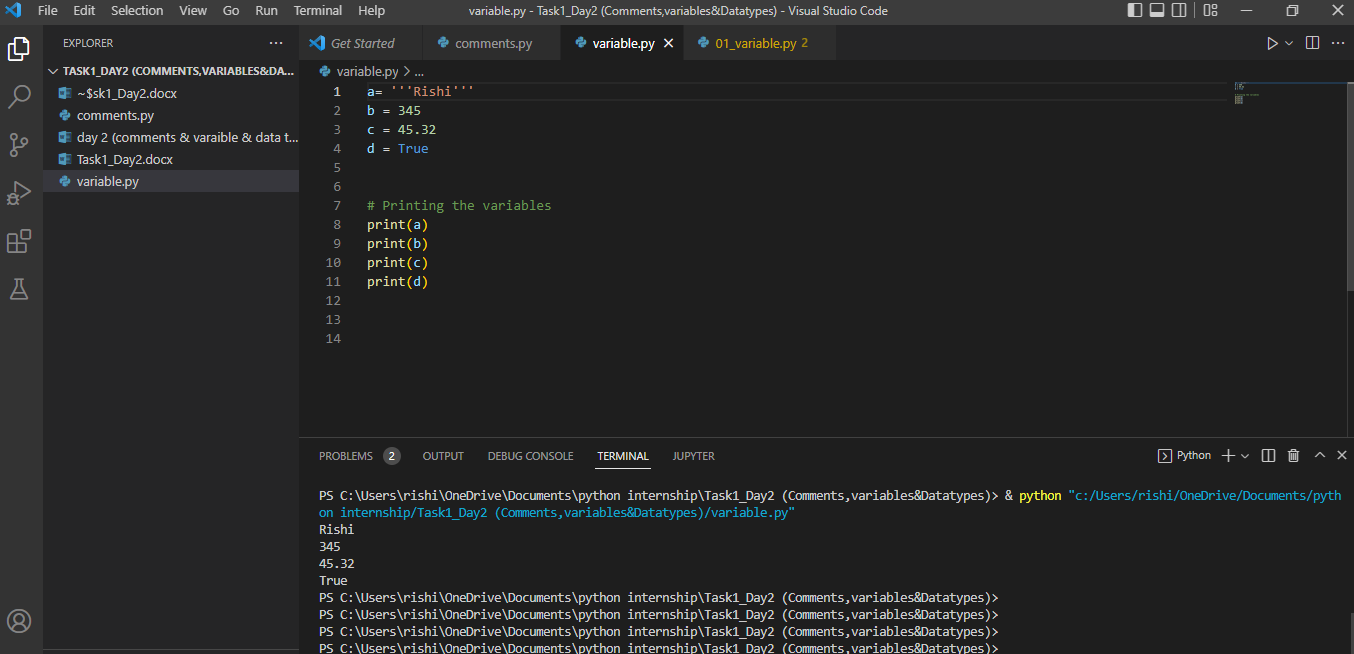 File Edit Selection View Go Run Terminal Help variable.py - Task1_Day2 (Comments,variables&Datatypes) - Visual Studio Code
EXPLORER ...
Get Started comments.py variable.py 01_variable.py 2
TASK1_DAY2 (COMMENTS,VARIABLES&DA...
~$sk1_Day2.docx
comments.py
day 2 (comments & varaible & data t...
Task1_Day2.docx
variable.py
variable.py > ...
1 a= '''Rishi'''
2 b = 345
3 c = 45.32
4 d = True
5
6
7 # Printing the variables
8 print(a)
9 print(b)
10 print(c)
11 print(d)
12
13
14
PROBLEMS 2 OUTPUT DEBUG CONSOLE TERMINAL JUPYTER Python
PS C:\Users\rishi\OneDrive\Documents\python internship\Task1_Day2 (Comments,variables&Datatypes)> & python "c:/Users/rishi/OneDrive/Documents/pyth
on internship/Task1_Day2 (Comments,variables&Datatypes)/variable.py"
Rishi
345
45.32
True
PS C:\Users\rishi\OneDrive\Documents\python internship\Task1_Day2 (Comments,variables&Datatypes)>
PS C:\Users\rishi\OneDrive\Documents\python internship\Task1_Day2 (Comments,variables&Datatypes)>
PS C:\Users\rishi\OneDrive\Documents\python internship\Task1_Day2 (Comments,variables&Datatypes)>
PS C:\Users\rishi\OneDrive\Documents\python internship\Task1_Day2 (Comments,variables&Datatypes)>